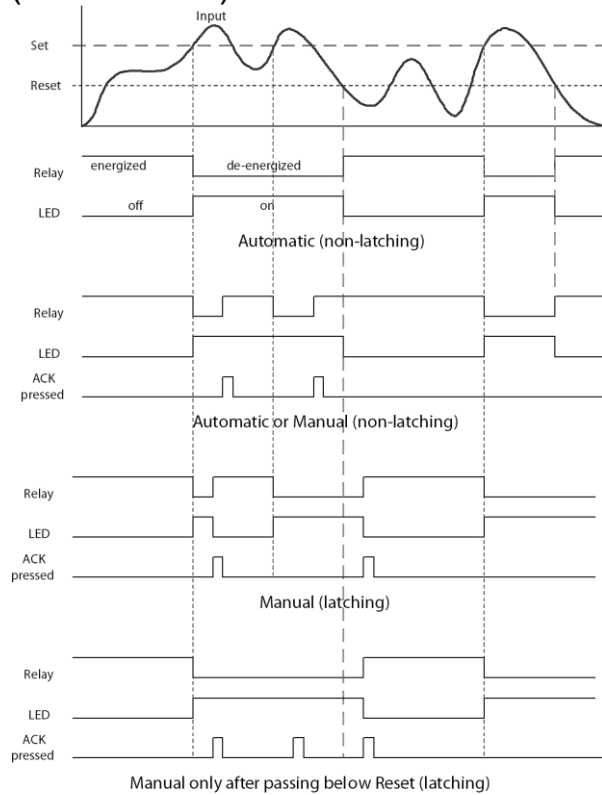 Input
Set
Reset
Relay energized de-energized
LED off on
Automatic (non-latching)
Relay
LED
ACK
pressed
Automatic or Manual (non-latching)
Relay
LED
ACK
pressed
Manual (latching)
Relay
LED
ACK
pressed
Manual only after passing below Reset (latching)